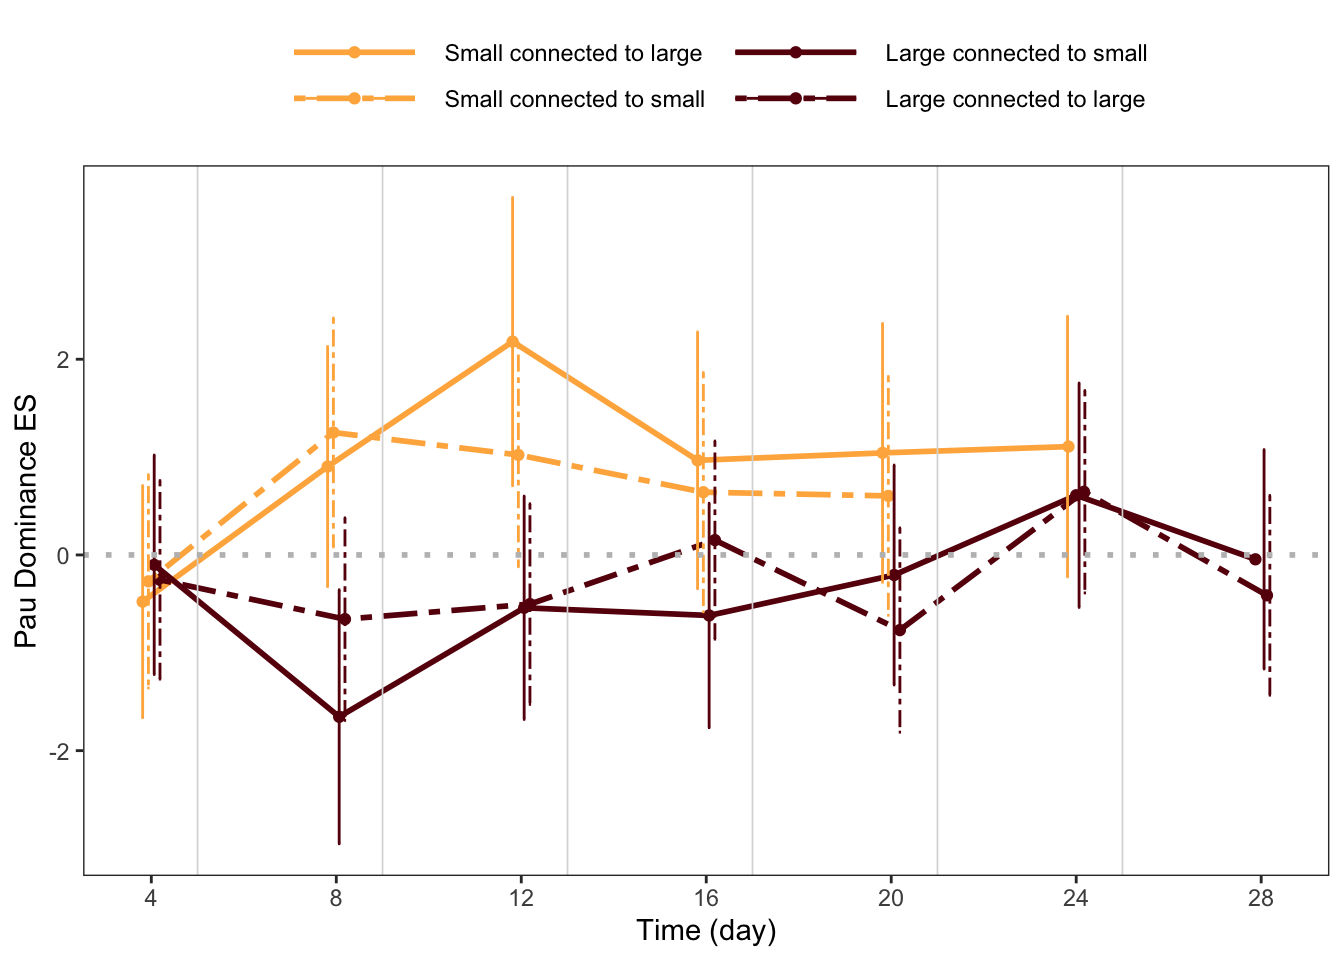 Small connected to large
Large connected to small
Small connected to small
Large connected to large
Pau Dominance ES
2
0
-2
4 8 12 16 20 24 28
Time (day)